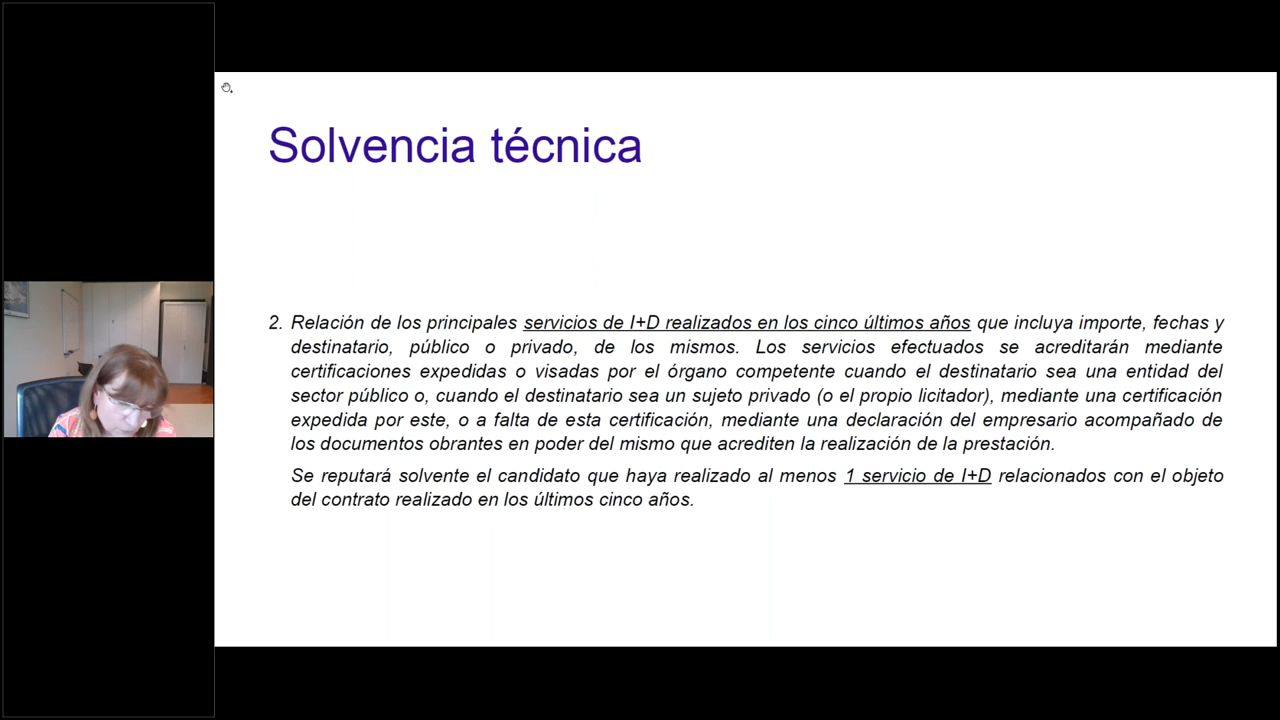 Solvencia técnica
2. Relación de los principales servicios de I+D realizados en los cinco últimos años que incluya importe, fechas y
destinatario, público o privado, de los mismos. Los servicios efectuados se acreditarán mediante
certificaciones expedidas o visadas por el órgano competente cuando el destinatario sea una entidad del
sector público o, cuando el destinatario sea un sujeto privado (o el propio licitador), mediante una certificación
expedida por este, o a falta de esta certificación, mediante una declaración del empresario acompañado de
los documentos obrantes en poder del mismo que acrediten la realización de la prestación.
Se reputará solvente el candidato que haya realizado al menos 1 servicio de I+D relacionados con el objeto
del contrato realizado en los últimos cinco años.